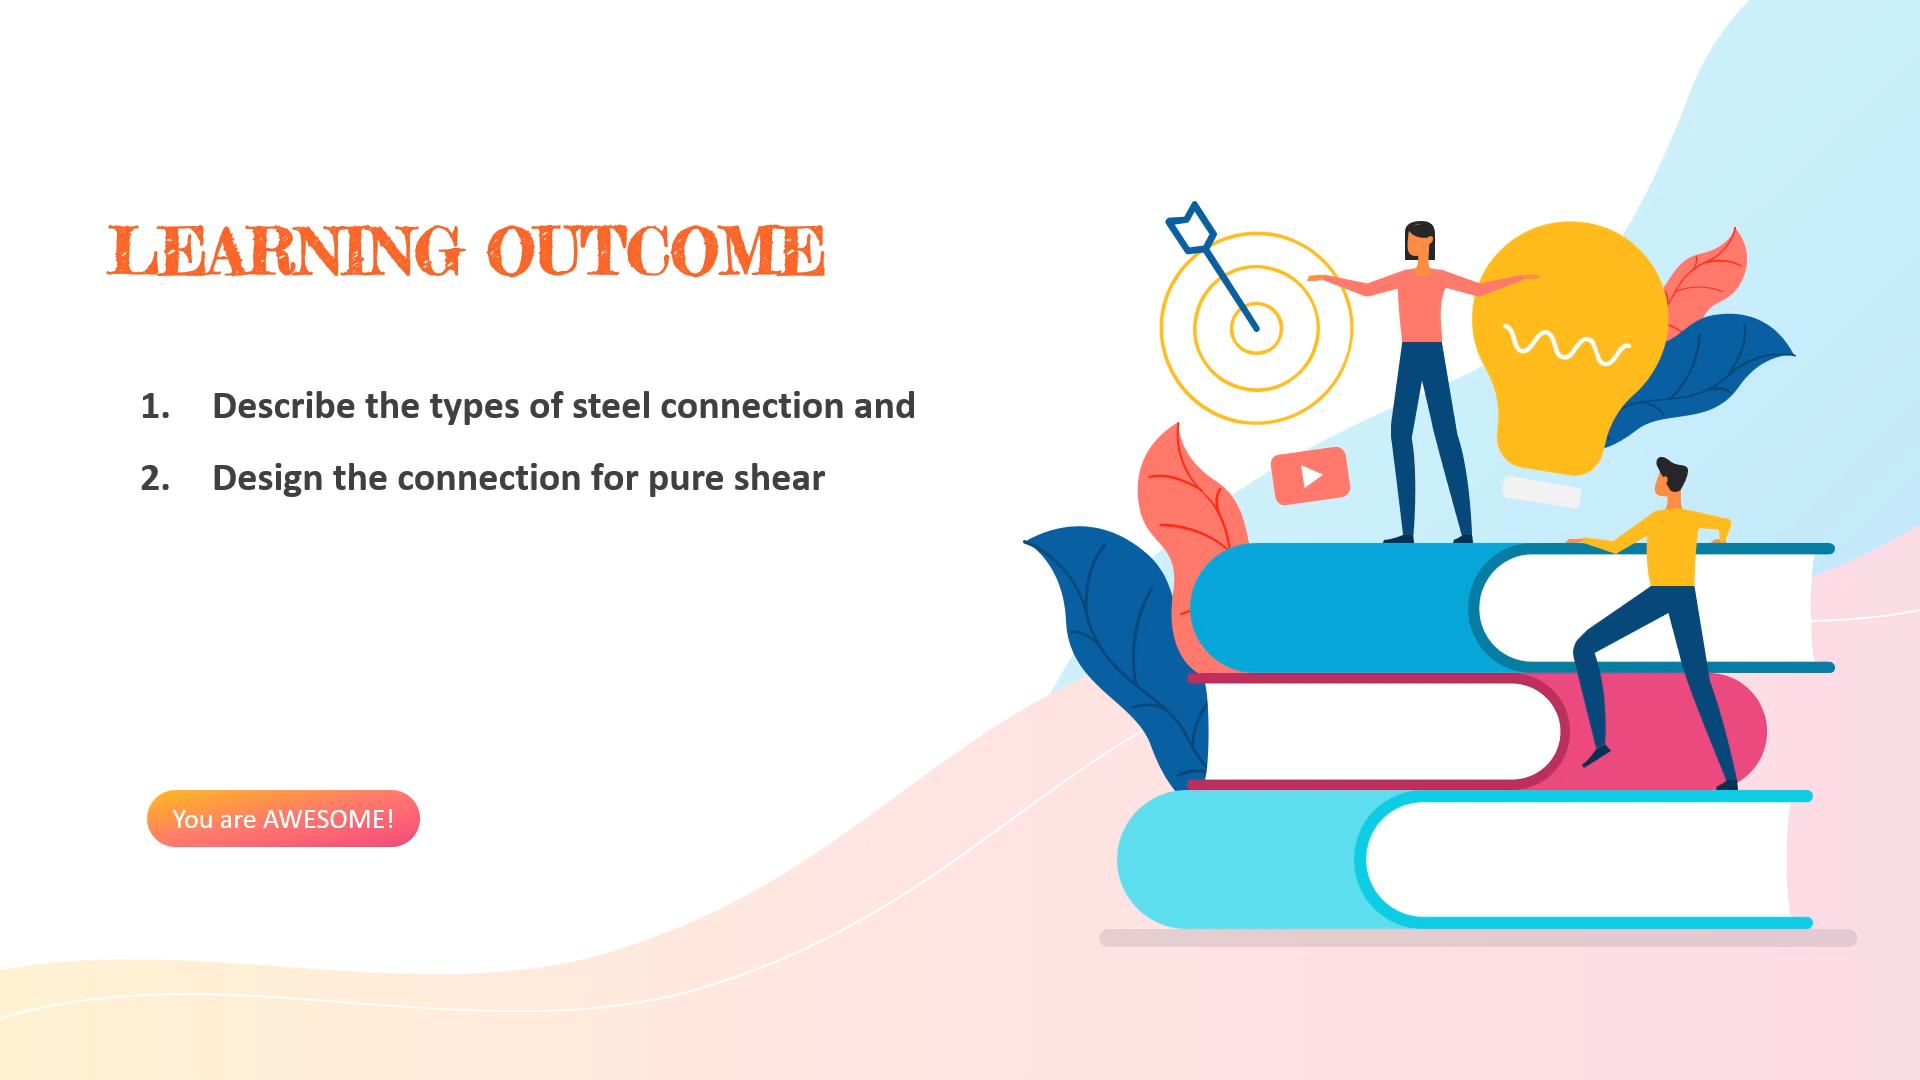 LEARNING OUTCOME
1. Describe the types of steel connection and
2. Design the connection for pure shear
You are AWESOME!